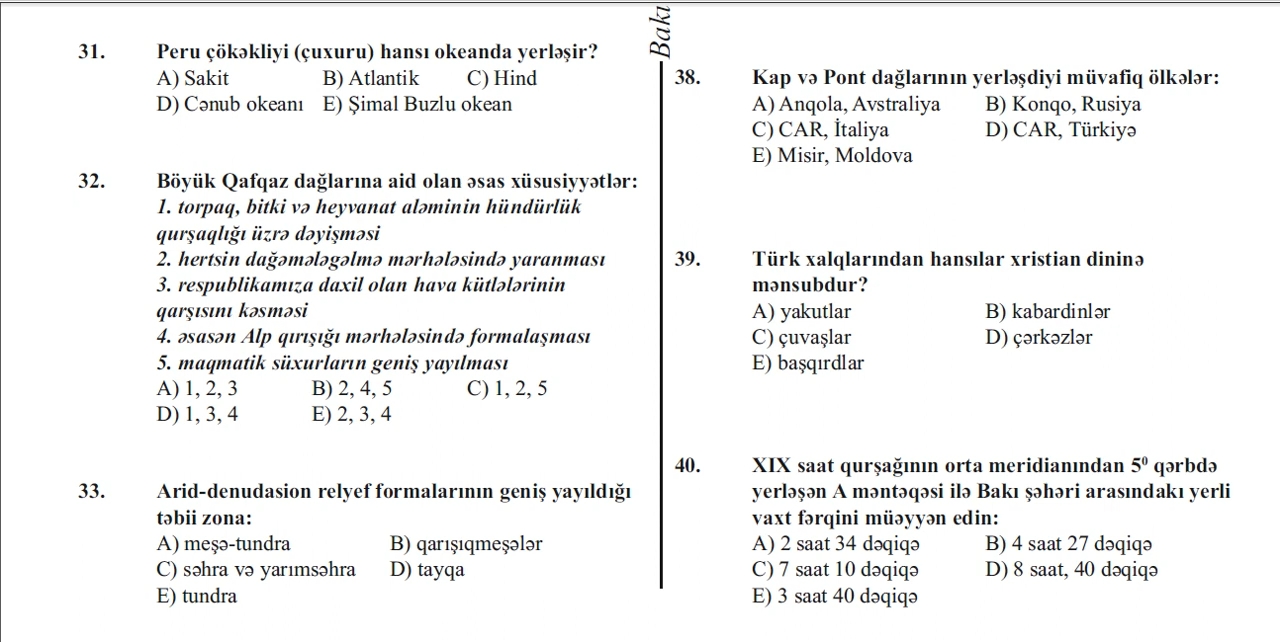 31. Peru çökəkliyi (çuxuru) hansı okeanda yerləşir?
A) Sakit B) Atlantik C) Hind
D) Cənub okeanı E) Şimal Buzlu okean
32. Böyük Qafqaz dağlarına aid olan əsas xüsusiyyətlər:
1. torpaq, bitki və heyvanat aləminin hündürlük
qurşaqlığı üzrə dəyişməsi
2. hertsin dağəmələgəlmə mərhələsində yaranması
3. respublikamıza daxil olan hava kütlələrinin
qarşısını kəsməsi
4. əsasən Alp qırışığı mərhələsində formalaşması
5. maqmatik süxurların geniş yayılması
A) 1, 2, 3 B) 2, 4, 5 C) 1, 2, 5
D) 1, 3, 4 E) 2, 3, 4
33. Arid-denudasion relyef formalarının geniş yayıldığı
təbii zona:
A) meşə-tundra B) qarışıqmeşələr
C) səhra və yarımsəhra D) tayqa
E) tundra
Bakı
38. Kap və Pont dağlarının yerləşdiyi müvafiq ölkələr:
A) Anqola, Avstraliya B) Konqo, Rusiya
C) CAR, İtaliya D) CAR, Türkiyə
E) Misir, Moldova
39. Türk xalqlarından hansılar xristian dininə
mənsubdur?
A) yakutlar B) kabardinlər
C) çuvaşlar D) çərkəzlər
E) başqırdlar
40. XIX saat qurşağının orta meridianından 5⁰ qərbdə
yerləşən A məntəqəsi ilə Bakı şəhəri arasındakı yerli
vaxt fərqini müəyyən edin:
A) 2 saat 34 dəqiqə B) 4 saat 27 dəqiqə
C) 7 saat 10 dəqiqə D) 8 saat, 40 dəqiqə
E) 3 saat 40 dəqiqə